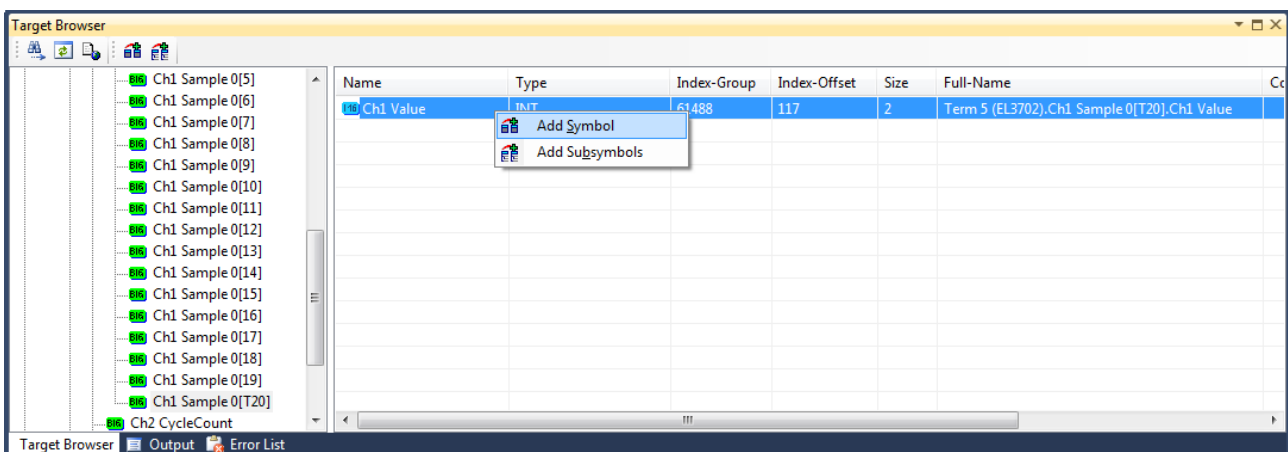 Target Browser
Ch1 Sample 0[5]
Ch1 Sample 0[6]
Ch1 Sample 0[7]
Ch1 Sample 0[8]
Ch1 Sample 0[9]
Ch1 Sample 0[10]
Ch1 Sample 0[11]
Ch1 Sample 0[12]
Ch1 Sample 0[13]
Ch1 Sample 0[14]
Ch1 Sample 0[15]
Ch1 Sample 0[16]
Ch1 Sample 0[17]
Ch1 Sample 0[18]
Ch1 Sample 0[19]
Ch1 Sample 0[T20]
Ch2 CycleCount
Name Type Index-Group Index-Offset Size Full-Name
Ch1 Value INT 61488 117 2 Term 5 (EL3702).Ch1 Sample 0[T20].Ch1 Value
Add Symbol
Add Subsymbols
Target Browser Output Error List